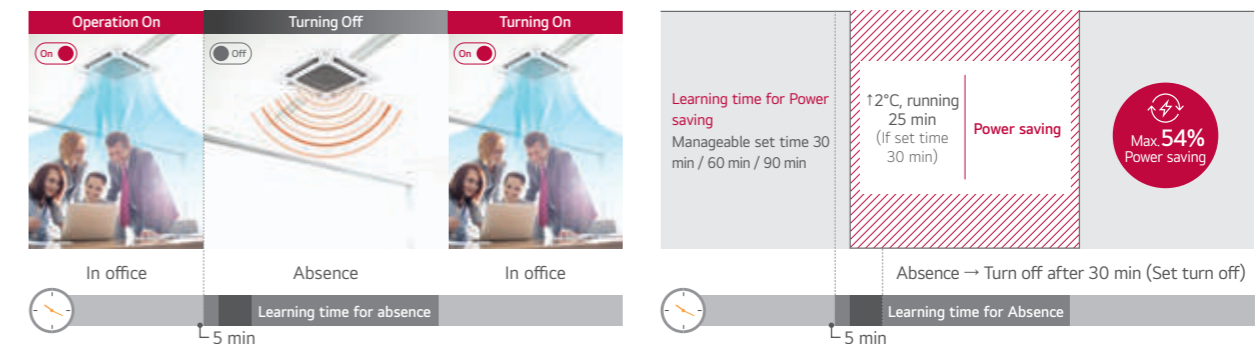 Operation On
Turning Off
Turning On
On
Off
On
In office
Absence
In office
Learning time for absence
5 min
Learning time for Power
saving
Manageable set time 30
min / 60 min / 90 min
↑2°C, running
25 min
(If set time
30 min)
Power saving
Max.54%
Power saving
Absence → Turn off after 30 min (Set turn off)
Learning time for Absence
5 min